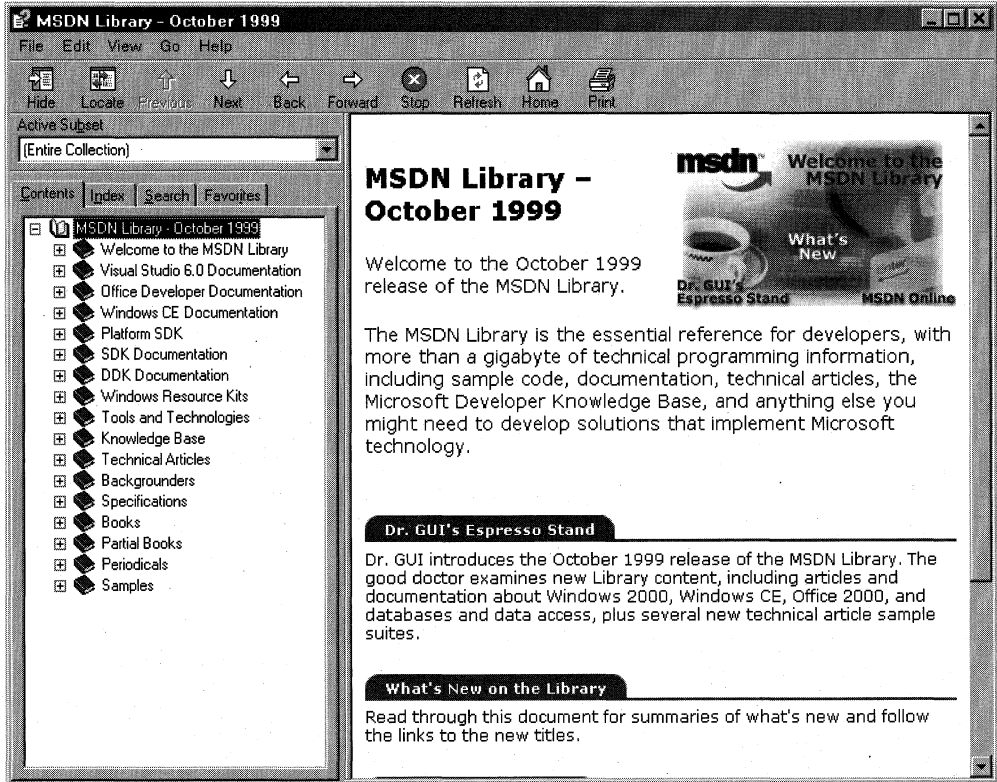 MSDN Library - October 1999
File Edit View Go Help
Hide Locate Previous Next Back Forward Stop Refresh Home Print
Active Subset
(Entire Collection)
Contents Index Search Favorites
MSDN Library - October 1999
Welcome to the MSDN Library
Visual Studio 6.0 Documentation
Office Developer Documentation
Windows CE Documentation
Platform SDK
SDK Documentation
DDK Documentation
Windows Resource Kits
Tools and Technologies
Knowledge Base
Technical Articles
Backgrounders
Specifications
Books
Partial Books
Periodicals
Samples
MSDN Library –
October 1999
msdn
Welcome to the
MSDN Library
What's
New
Dr. GUI's
Espresso Stand
MSDN Online
Welcome to the October 1999
release of the MSDN Library.
The MSDN Library is the essential reference for developers, with
more than a gigabyte of technical programming information,
including sample code, documentation, technical articles, the
Microsoft Developer Knowledge Base, and anything else you
might need to develop solutions that implement Microsoft
technology.
Dr. GUI's Espresso Stand
Dr. GUI introduces the October 1999 release of the MSDN Library. The
good doctor examines new Library content, including articles and
documentation about Windows 2000, Windows CE, Office 2000, and
databases and data access, plus several new technical article sample
suites.
What's New on the Library
Read through this document for summaries of what's new and follow
the links to the new titles.